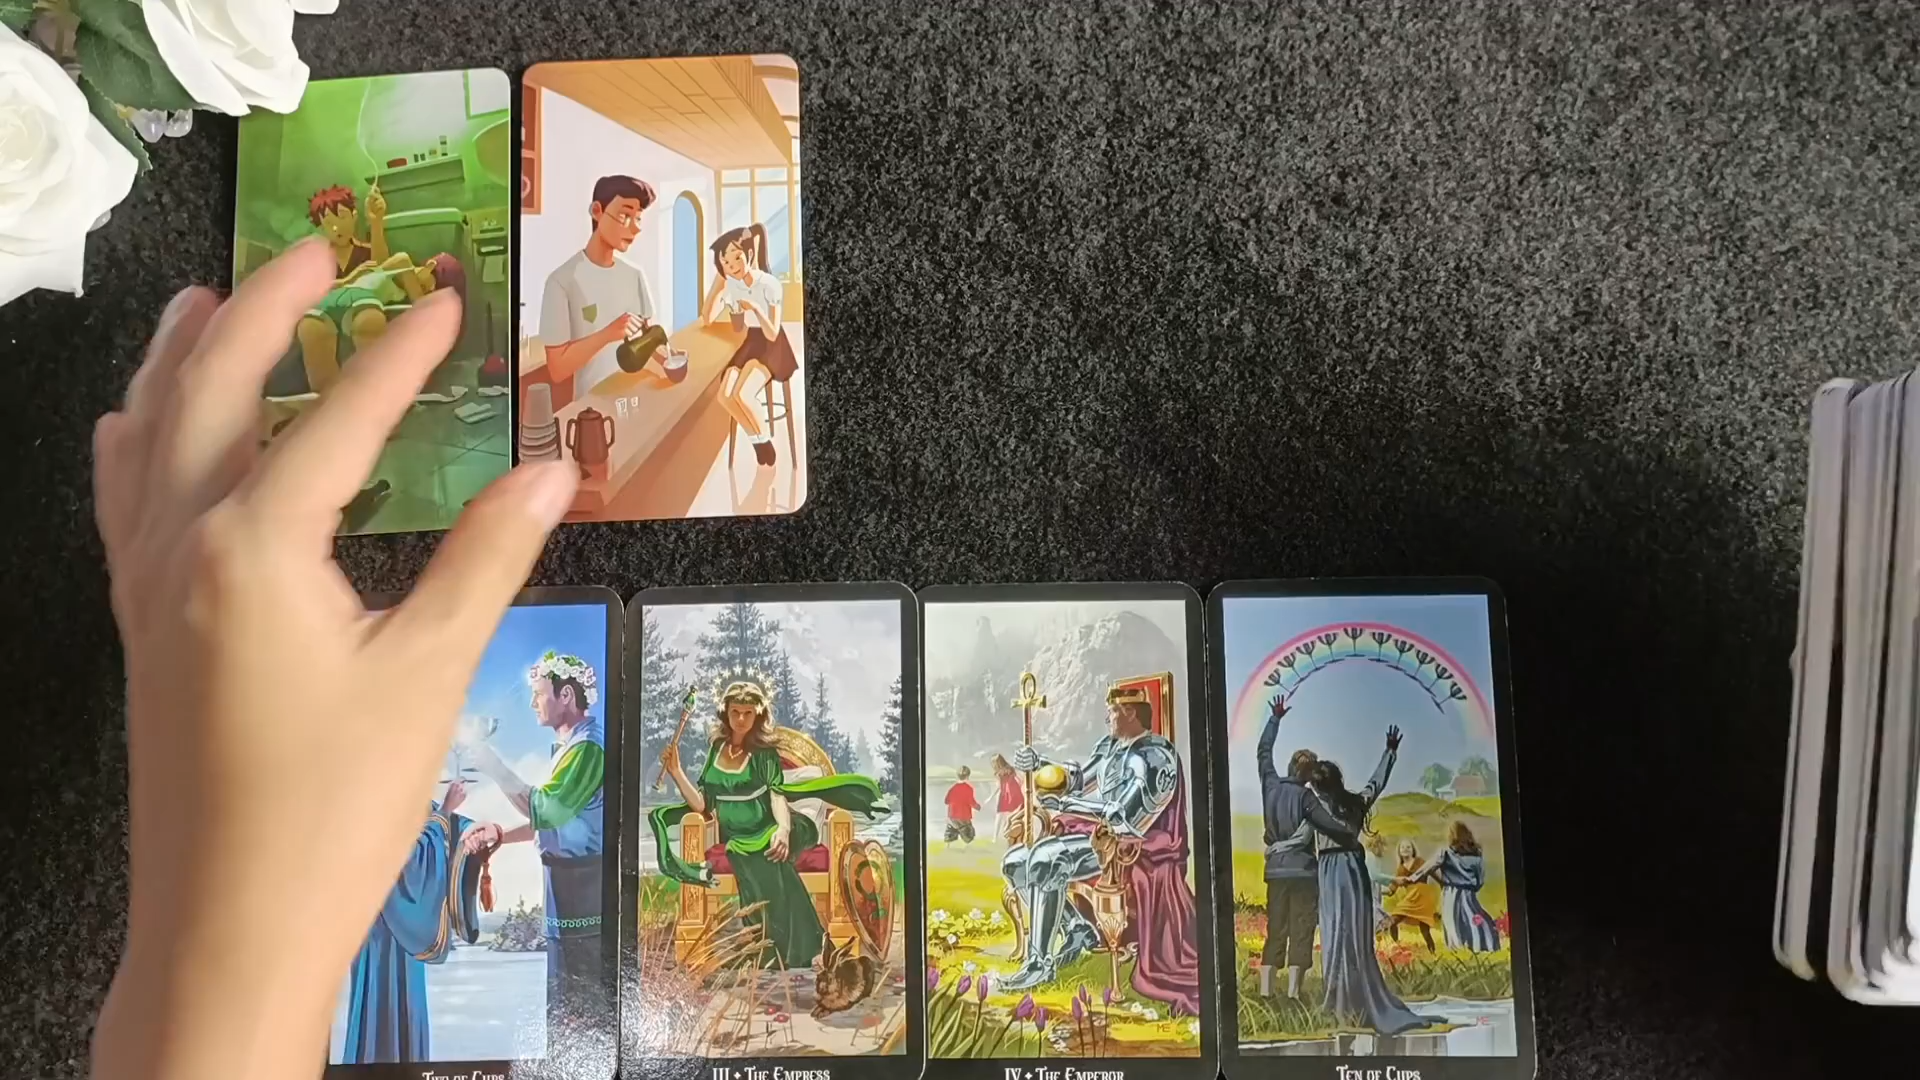 Two of Cups
III ✦ The Empress
IV ✦ The Emperor
Ten of Cups